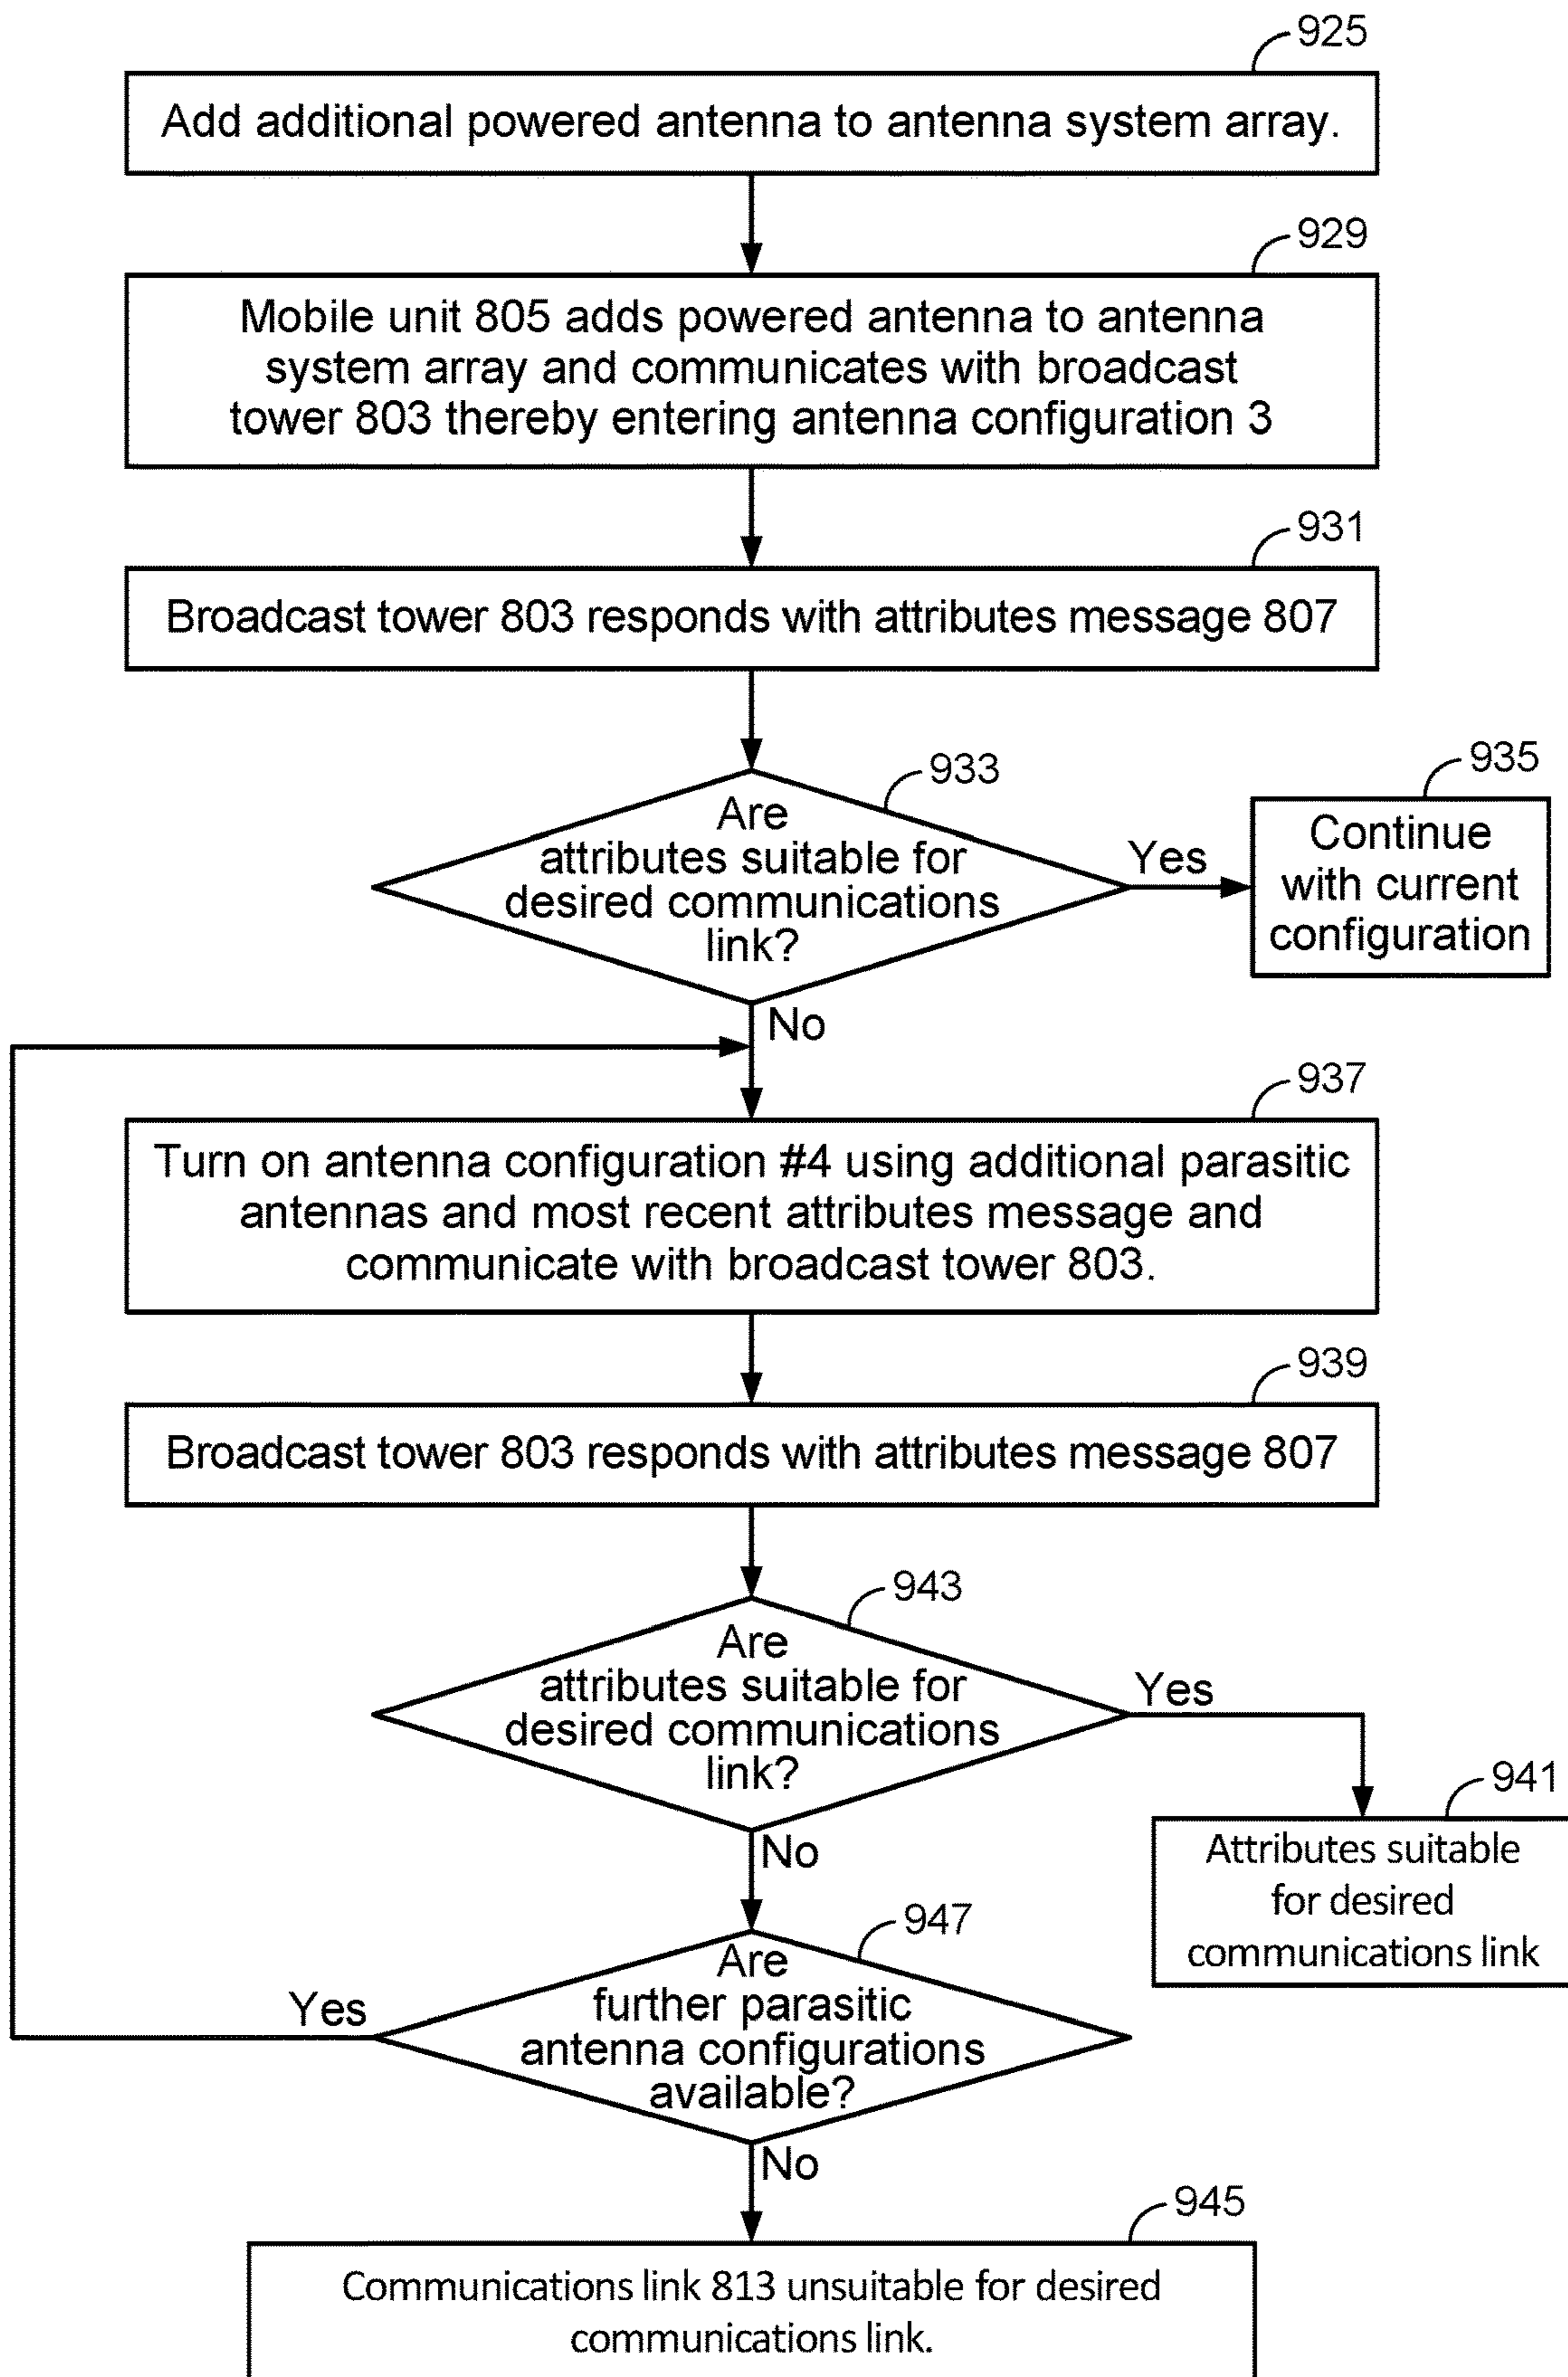 925
Add additional powered antenna to antenna system array.
929
Mobile unit 805 adds powered antenna to antenna
system array and communicates with broadcast
tower 803 thereby entering antenna configuration 3
931
Broadcast tower 803 responds with attributes message 807
933
Are
attributes suitable for
desired communications
link?
Yes
935
Continue
with current
configuration
No
937
Turn on antenna configuration #4 using additional parasitic
antennas and most recent attributes message and
communicate with broadcast tower 803.
939
Broadcast tower 803 responds with attributes message 807
943
Are
attributes suitable for
desired communications
link?
Yes
941
Attributes suitable
for desired
communications link
No
947
Are
further parasitic
antenna configurations
available?
Yes
No
945
Communications link 813 unsuitable for desired
communications link.